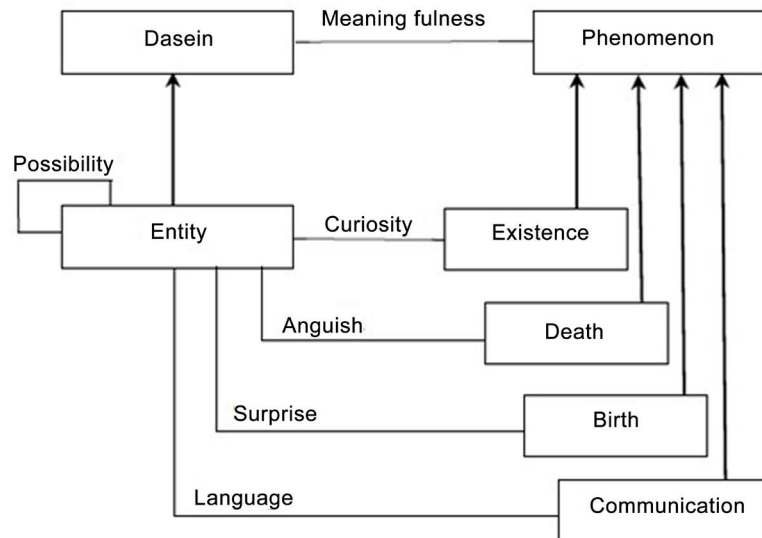 Meaning fulness
Dasein
Phenomenon
Possibility
Entity
Curiosity
Existence
Anguish
Death
Surprise
Birth
Language
Communication